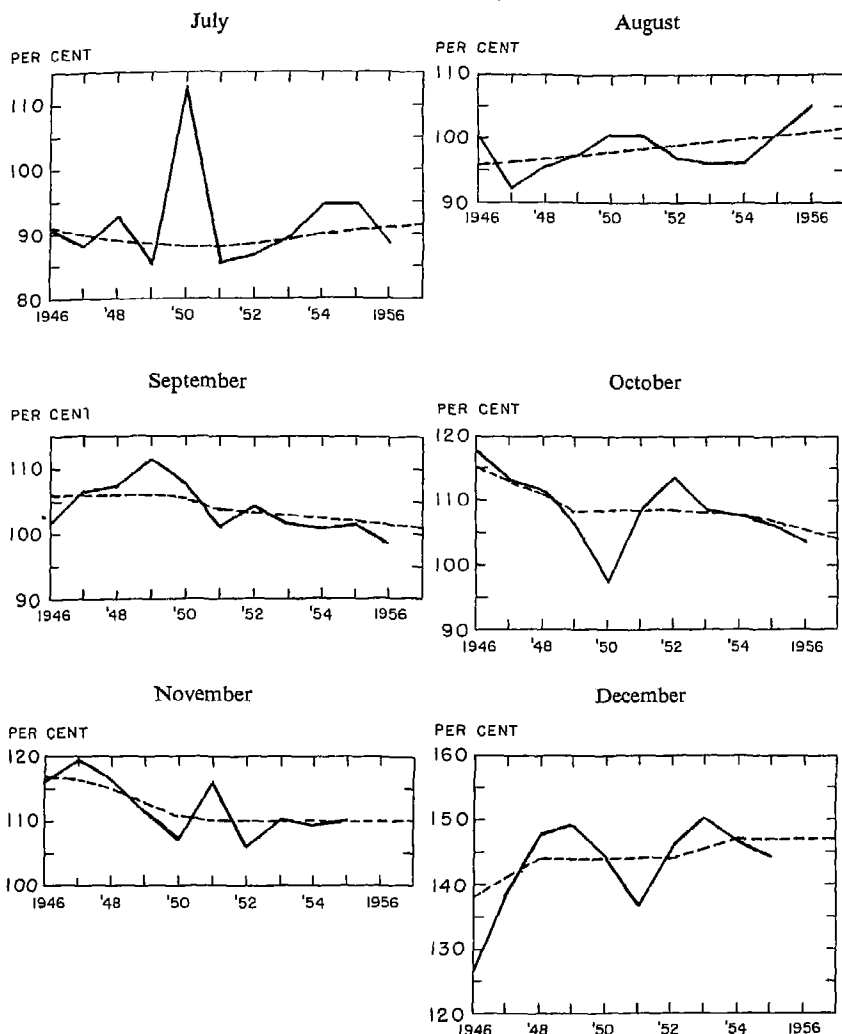 July
PER CENT
110
100
90
80
1946 '48 '50 '52 '54 1956
August
PER CENT
110
100
90
1946 '48 '50 '52 '54 1956
September
PER CENT
110
100
90
1946 '48 '50 '52 '54 1956
October
PER CENT
120
110
100
90
1946 '48 '50 '52 '54 1956
November
PER CENT
120
110
100
1946 '48 '50 '52 '54 1956
December
PER CENT
160
150
140
130
120
1946 '48 '50 '52 '54 1956